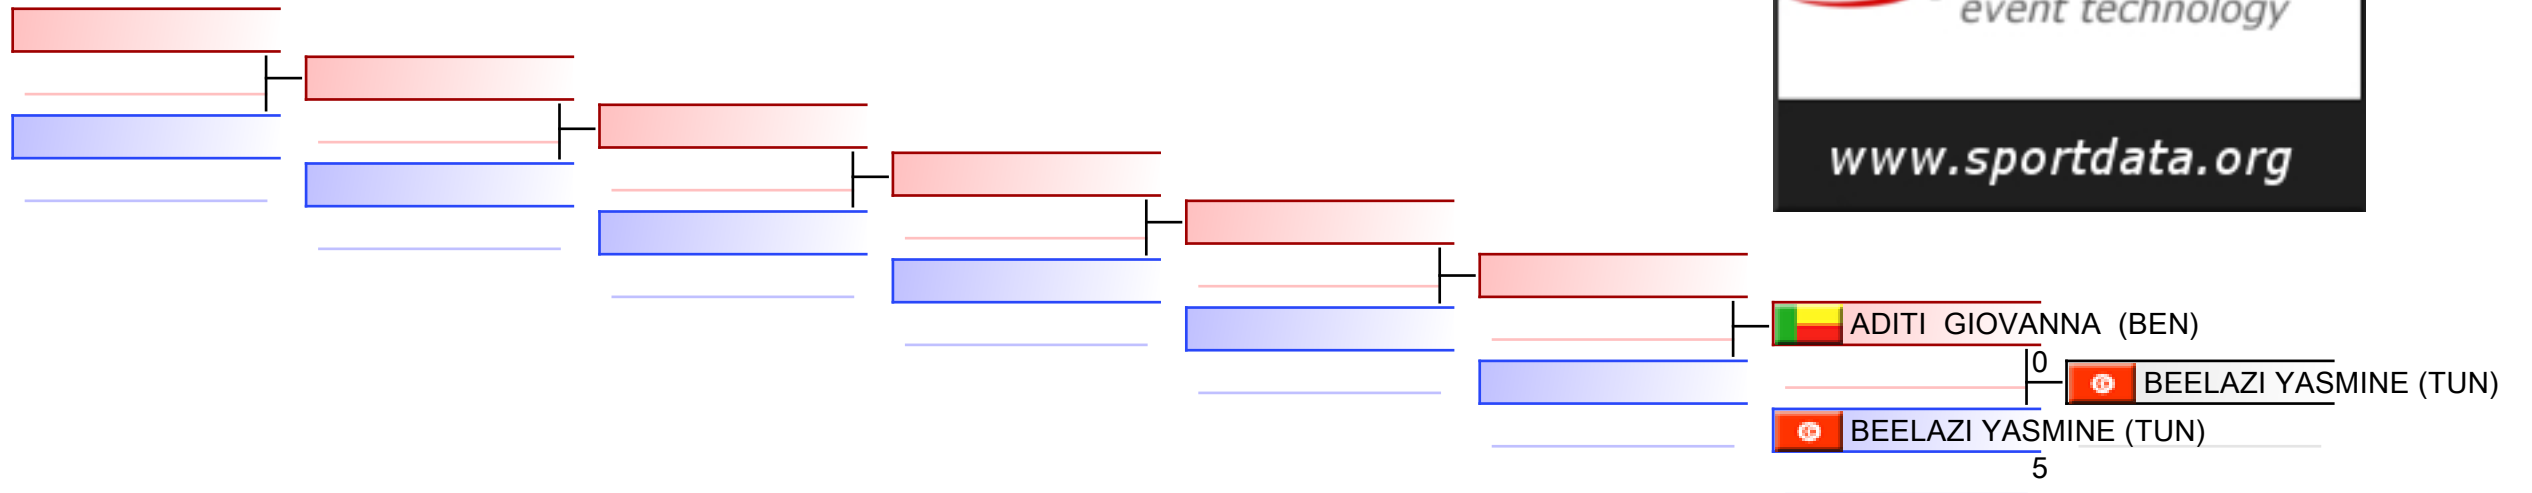 event technology
www.sportdata.org
ADITI  GIOVANNA  (BEN)
0
BEELAZI YASMINE (TUN)
BEELAZI YASMINE (TUN)
5